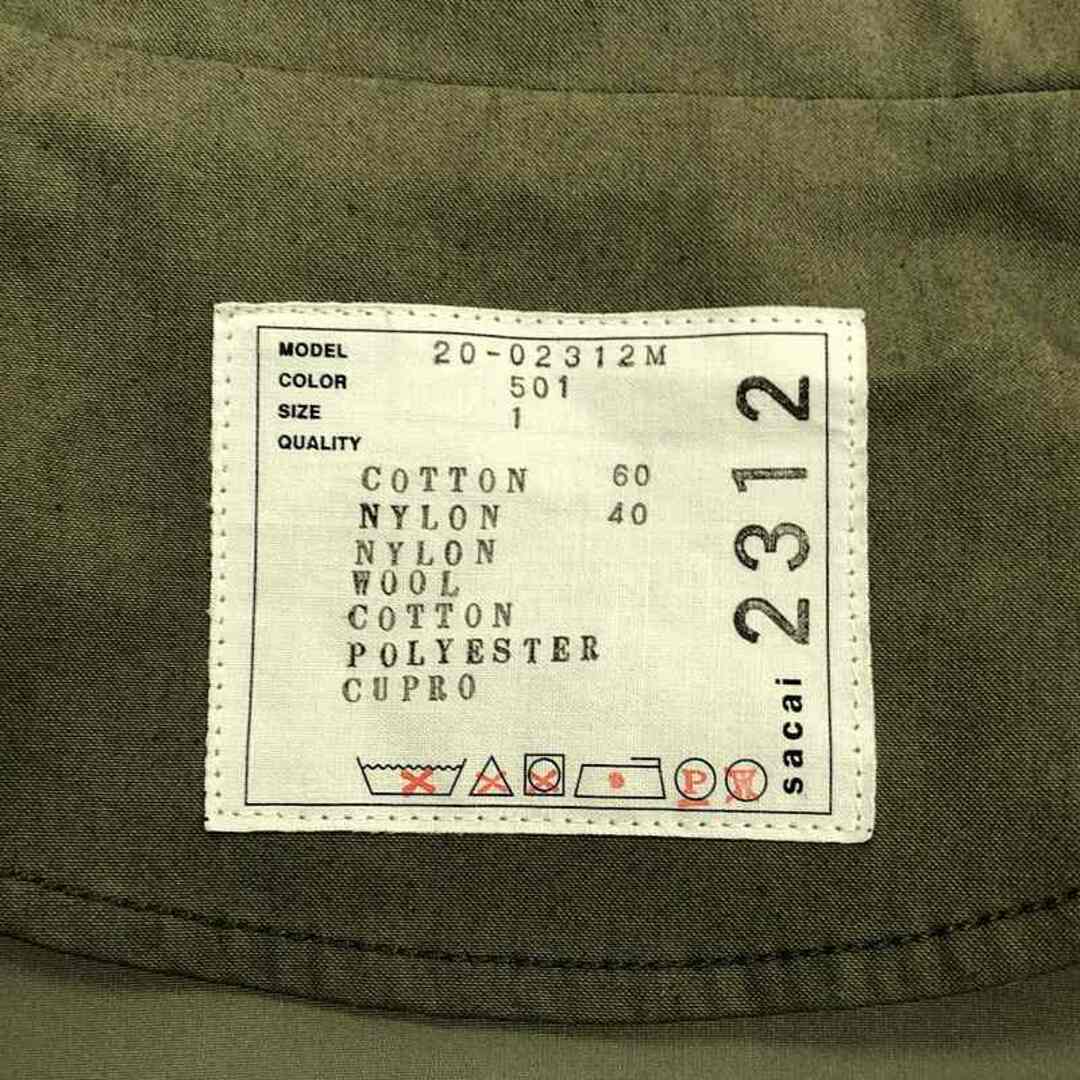 MODEL 20-02312M
COLOR 501
SIZE 1
QUALITY
COTTON 60
NYLON 40
NYLON
WOOL
COTTON
POLYESTER
CUPRO
P W
sacai 2312